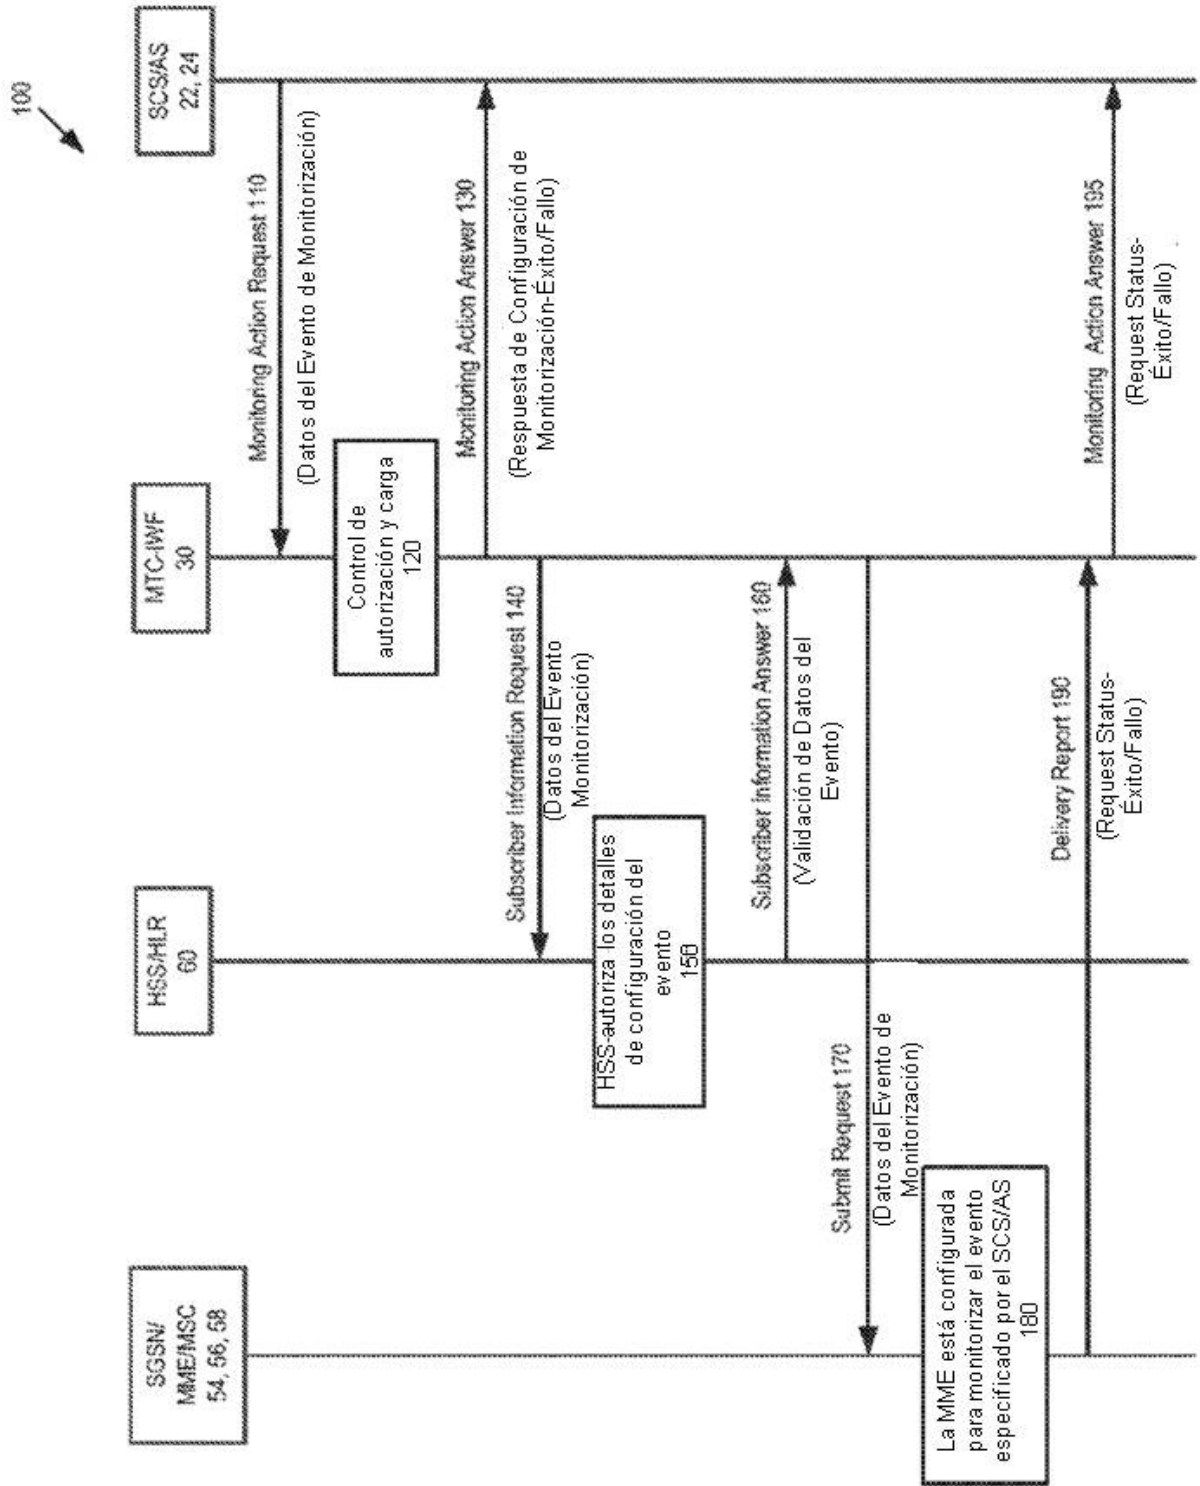 100
SGSN/
MME/MSC
54, 56, 58
HSS/HLR
60
MTC-IWF
30
SCS/AS
22, 24
Monitoring Action Request 110
(Datos del Evento de Monitorización)
Control de
autorización y carga
120
Monitoring Action Answer 130
(Respuesta de Configuración de
Monitorización-Éxito/Fallo)
Subscriber Information Request 140
(Datos del Evento
Monitorización)
HSS-autoriza los detalles
de configuración del
evento
150
Subscriber Information Answer 160
(Validación de Datos del
Evento)
Submit Request 170
(Datos del Evento de
Monitorización)
La MME está configurada
para monitorizar el evento
especificado por el SCS/AS
180
Delivery Report 190
(Request Status-
Éxito/Fallo)
Monitoring Action Answer 195
(Request Status-
Éxito/Fallo)